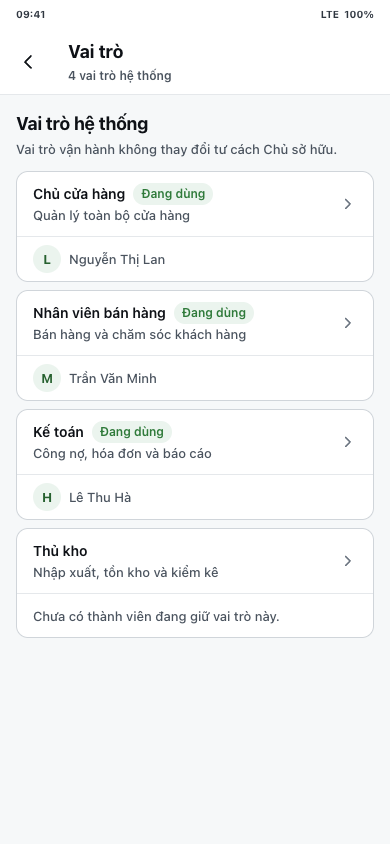 09:41
LTE 100%
Vai trò
4 vai trò hệ thống
Vai trò hệ thống
Vai trò vận hành không thay đổi tư cách Chủ sở hữu.
Chủ cửa hàng Đang dùng
Quản lý toàn bộ cửa hàng
L Nguyễn Thị Lan
Nhân viên bán hàng Đang dùng
Bán hàng và chăm sóc khách hàng
M Trần Văn Minh
Kế toán Đang dùng
Công nợ, hóa đơn và báo cáo
H Lê Thu Hà
Thủ kho
Nhập xuất, tồn kho và kiểm kê
Chưa có thành viên đang giữ vai trò này.